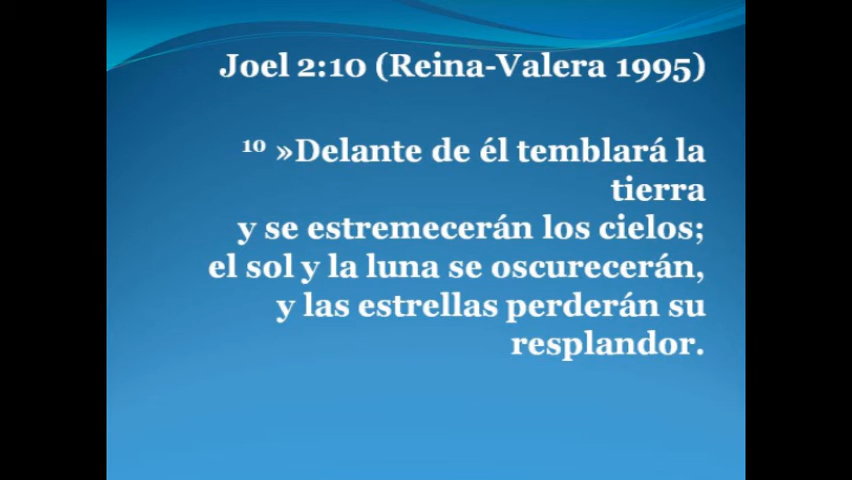 Joel 2:10 (Reina-Valera 1995)
¹⁰ »Delante de él temblará la
tierra
y se estremecerán los cielos;
el sol y la luna se oscurecerán,
y las estrellas perderán su
resplandor.